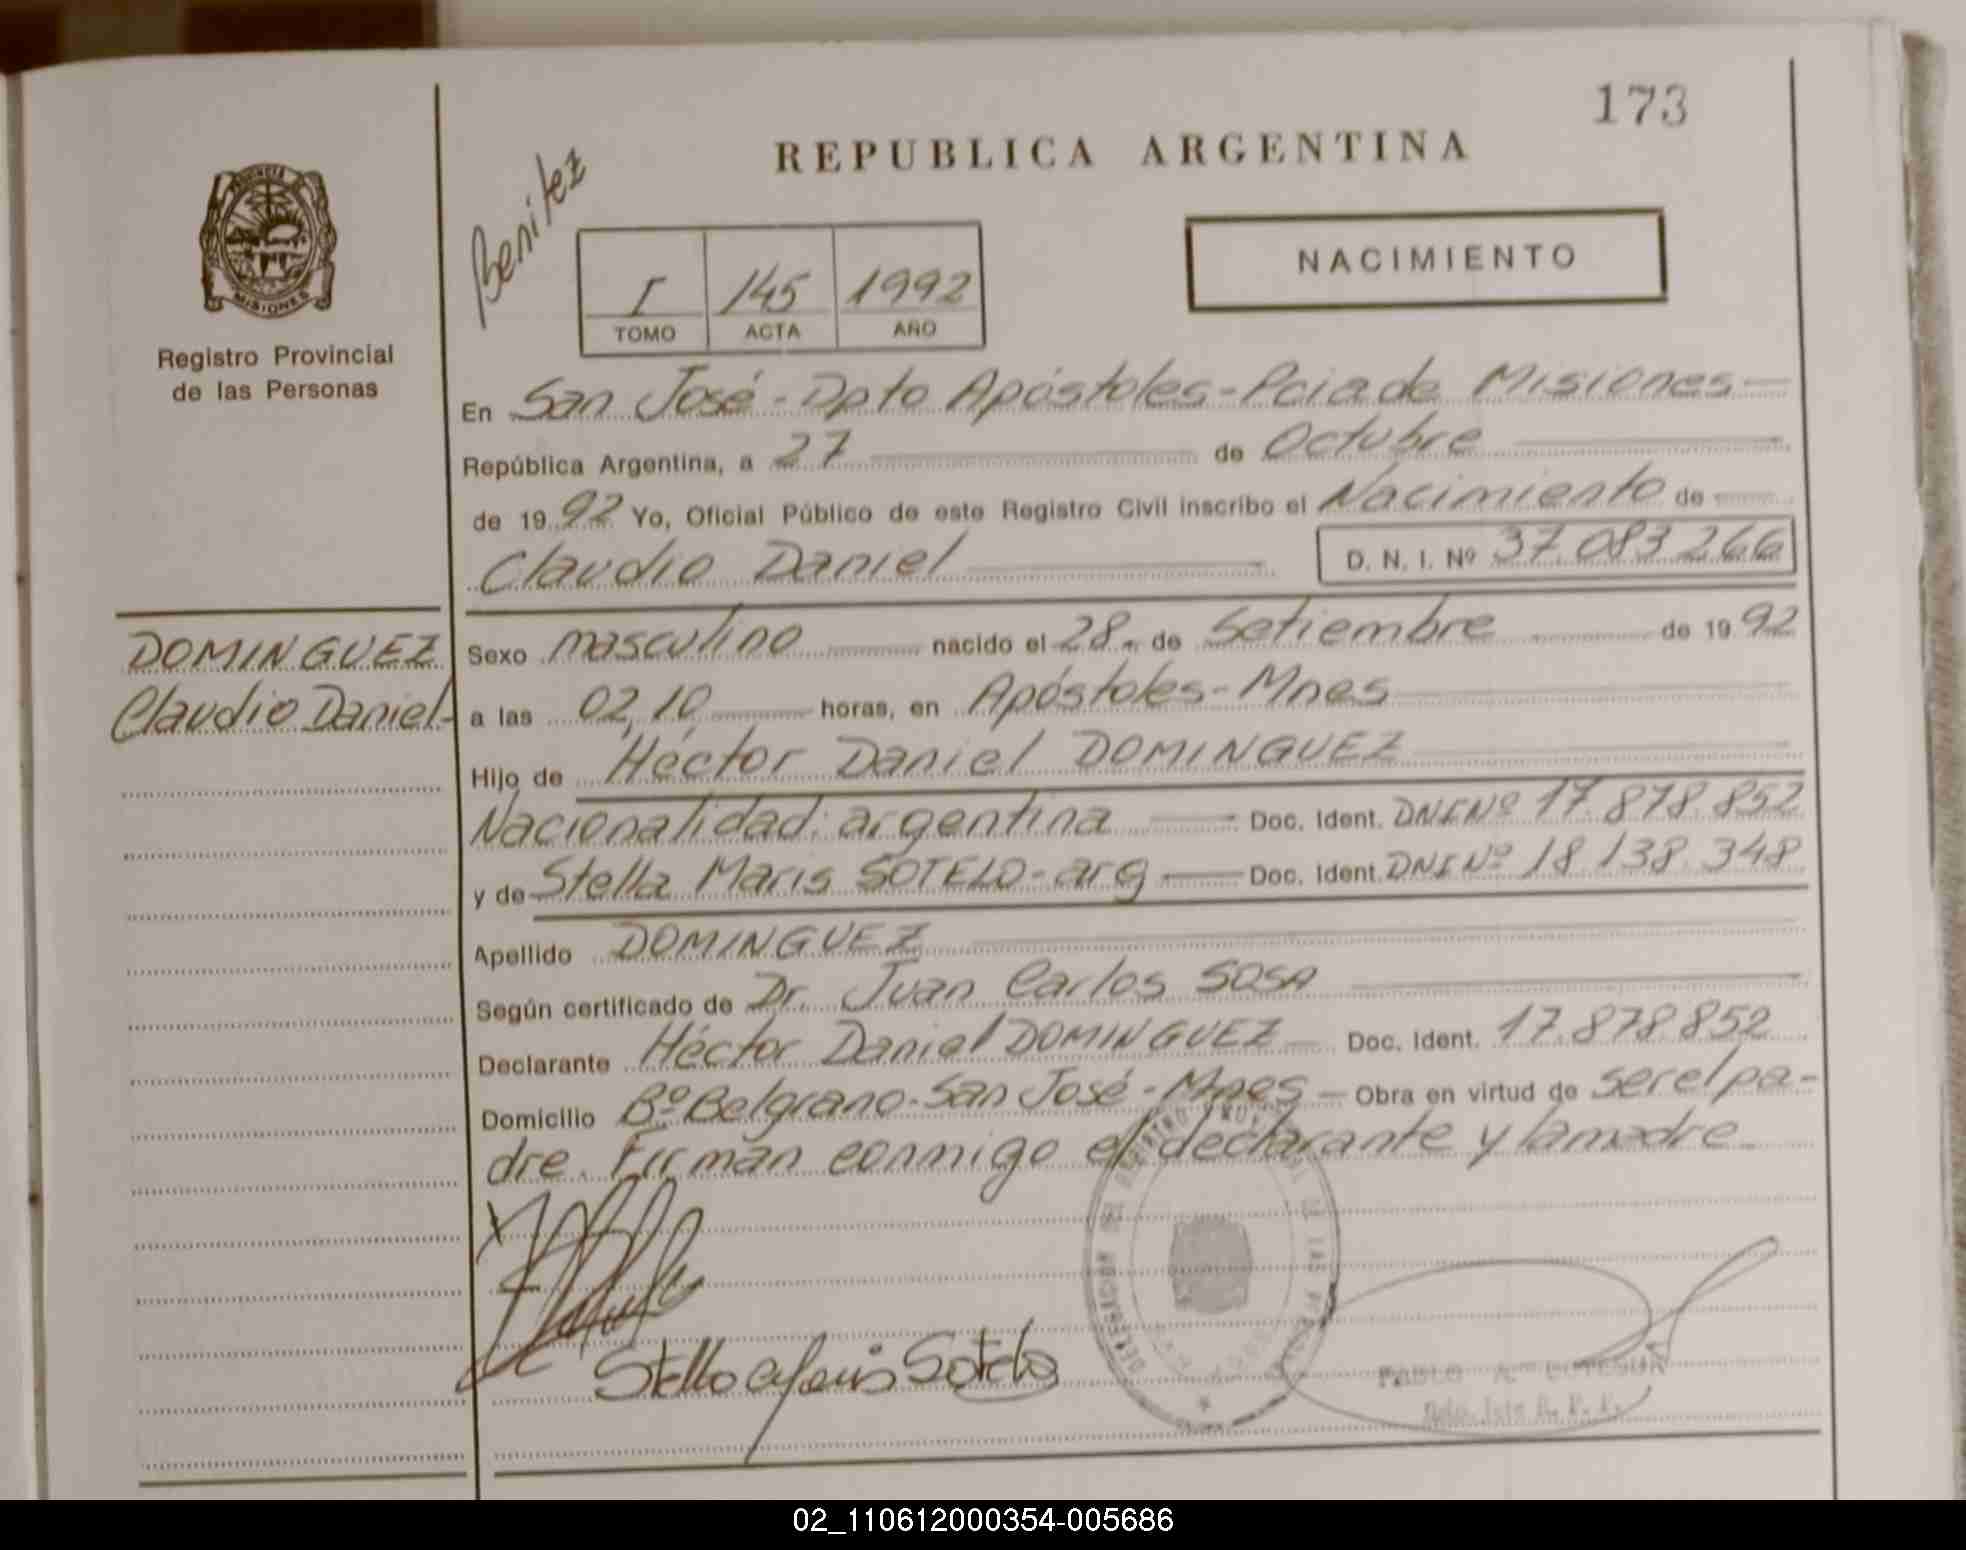 173
REPUBLICA ARGENTINA
Benitez
NACIMIENTO
I 145 1992
TOMO ACTA AÑO
PROVINCIA DE
MISIONES
Registro Provincial
de las Personas
En San José - Dpto Apóstoles - Pcia de Misiones -
República Argentina, a 27 de Octubre
de 1992 Yo, Oficial Público de este Registro Civil inscribo el Nacimiento de
Claudio Daniel D. N. I. Nº 37.083.266
DOMINGUEZ
Claudio Daniel-
Sexo masculino nacido el 28 de Setiembre de 1992
a las 02,10 horas, en Apóstoles - Mnes
Hijo de Héctor Daniel DOMINGUEZ
Nacionalidad: argentina Doc. Ident. DNI Nº 17.878.852
y de Stella Maris SOTELO - arg Doc. Ident. DNI Nº 18.138.348
Apellido DOMINGUEZ
Según certificado de Dr. Juan Carlos SOSA
Declarante Héctor Daniel DOMINGUEZ Doc. Ident. 17.878.852
Domicilio Bº Belgrano - San José - Mnes - Obra en virtud de ser el pa-
dre. Firman conmigo el declarante y la madre
X
Stella Maris Sotelo
PABLO A.
02_110612000354-005686